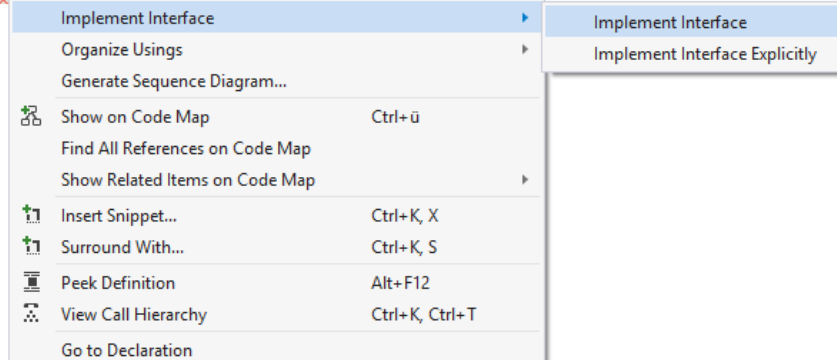 Implement Interface
Implement Interface
Organize Usings
Implement Interface Explicitly
Generate Sequence Diagram...
Show on Code Map Ctrl+ü
Find All References on Code Map
Show Related Items on Code Map
Insert Snippet... Ctrl+K, X
Surround With... Ctrl+K, S
Peek Definition Alt+F12
View Call Hierarchy Ctrl+K, Ctrl+T
Go to Declaration